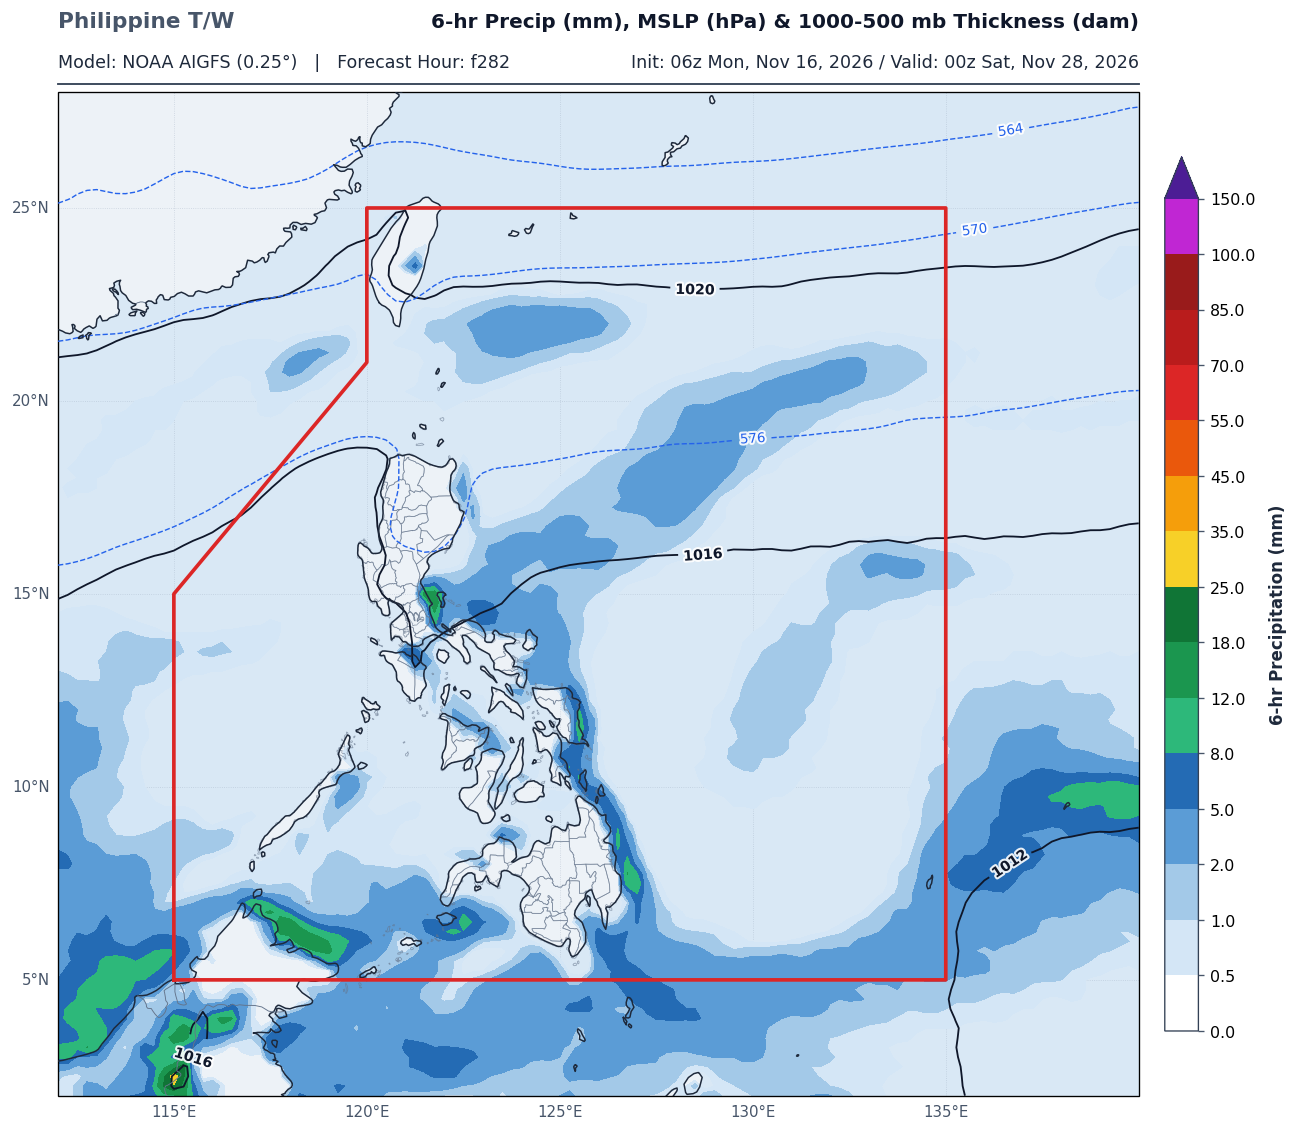 Philippine T/W
6-hr Precip (mm), MSLP (hPa) & 1000-500 mb Thickness (dam)
Model: NOAA AIGFS (0.25°) | Forecast Hour: f282
Init: 06z Mon, Nov 16, 2026 / Valid: 00z Sat, Nov 28, 2026
564
570
1020
576
1016
1012
1016
25°N
20°N
15°N
10°N
5°N
115°E
120°E
125°E
130°E
135°E
150.0
100.0
85.0
70.0
55.0
45.0
35.0
25.0
18.0
12.0
8.0
5.0
2.0
1.0
0.5
0.0
6-hr Precipitation (mm)